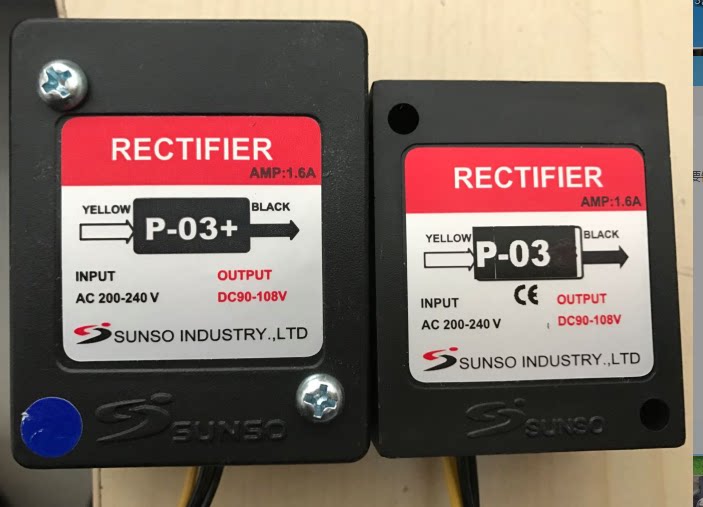 RECTIFIER
AMP:1.6A
YELLOW
P-03+
BLACK
INPUT
OUTPUT
AC 200-240 V
DC90-108V
SUNSO INDUSTRY.,LTD
SUNSO
RECTIFIER
AMP:1.6A
YELLOW
P-03
BLACK
CE
INPUT
OUTPUT
AC 200-240 V
DC90-108V
SUNSO INDUSTRY.,LTD
SUNSO